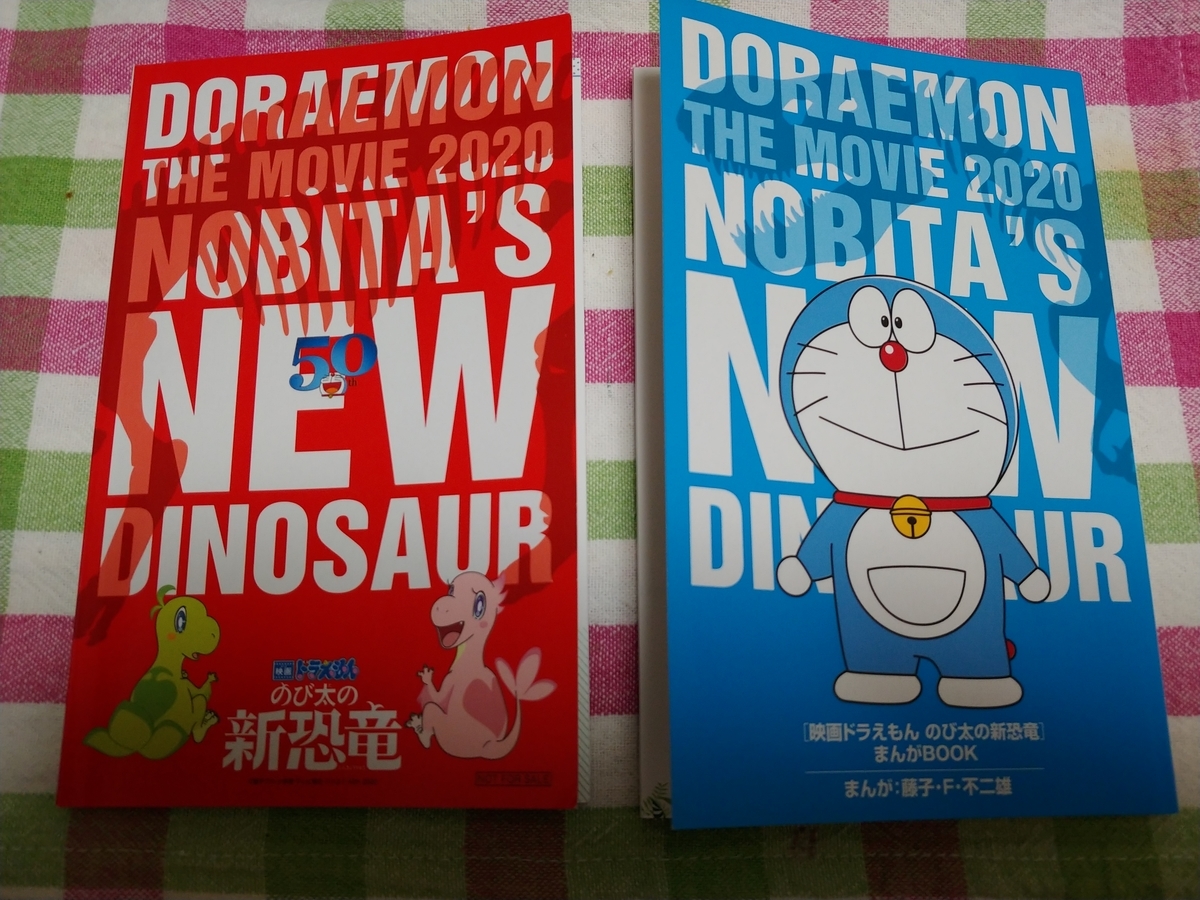 DORAEMON
THE MOVIE 2020
NOBITA'S
NEW
50th
DINOSAUR
映画ドラえもん
のび太の
新恐竜
NOT FOR SALE
DORAEMON
THE MOVIE 2020
NOBITA'S
N W
DIN AUR
[映画ドラえもん のび太の新恐竜]
まんがBOOK
まんが:藤子・F・不二雄